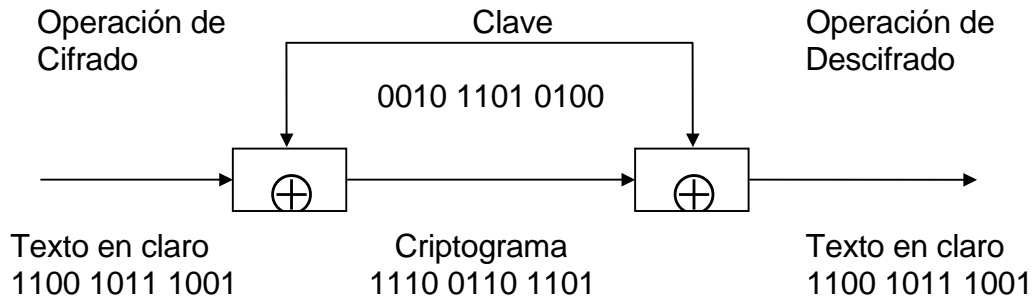 Operación de
Cifrado
Clave
0010 1101 0100
Operación de
Descifrado
Texto en claro
1100 1011 1001
Criptograma
1110 0110 1101
Texto en claro
1100 1011 1001